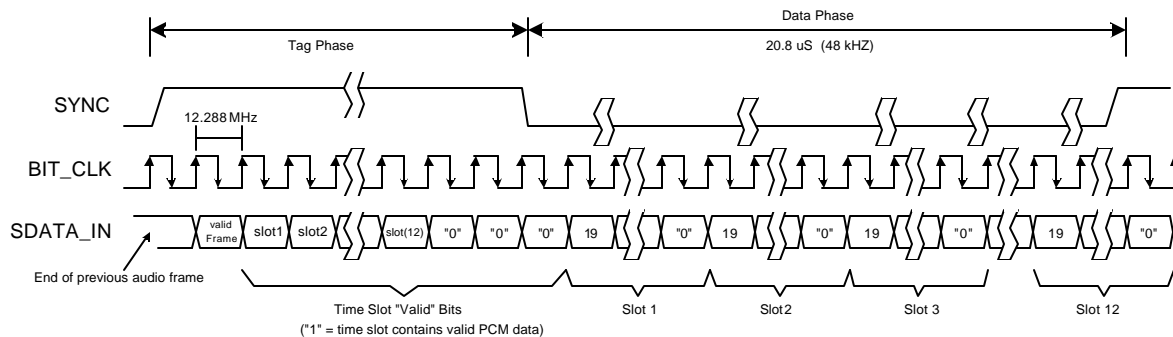 Data Phase
Tag Phase
20.8 uS (48 kHZ)
SYNC
12.288 MHz
BIT_CLK
SDATA_IN
valid Frame
slot1
slot2
slot(12)
"0"
"0"
"0"
19
"0"
19
"0"
19
"0"
19
"0"
End of previous audio frame
Time Slot "Valid" Bits
("1" = time slot contains valid PCM data)
Slot 1
Slot2
Slot 3
Slot 12